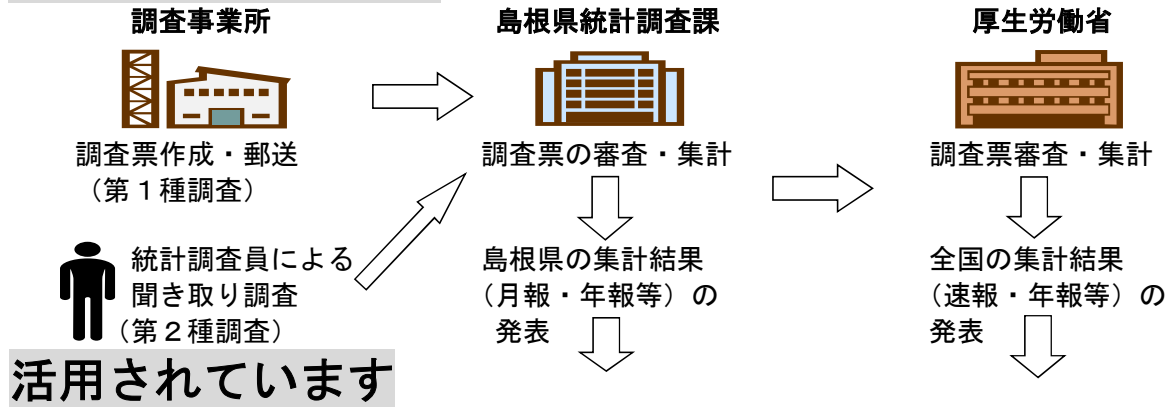 調査事業所
調査票作成・郵送
（第１種調査）
統計調査員による
聞き取り調査
（第２種調査）
島根県統計調査課
調査票の審査・集計
島根県の集計結果
（月報・年報等）の
発表
厚生労働省
調査票審査・集計
全国の集計結果
（速報・年報等）の
発表
活用されています